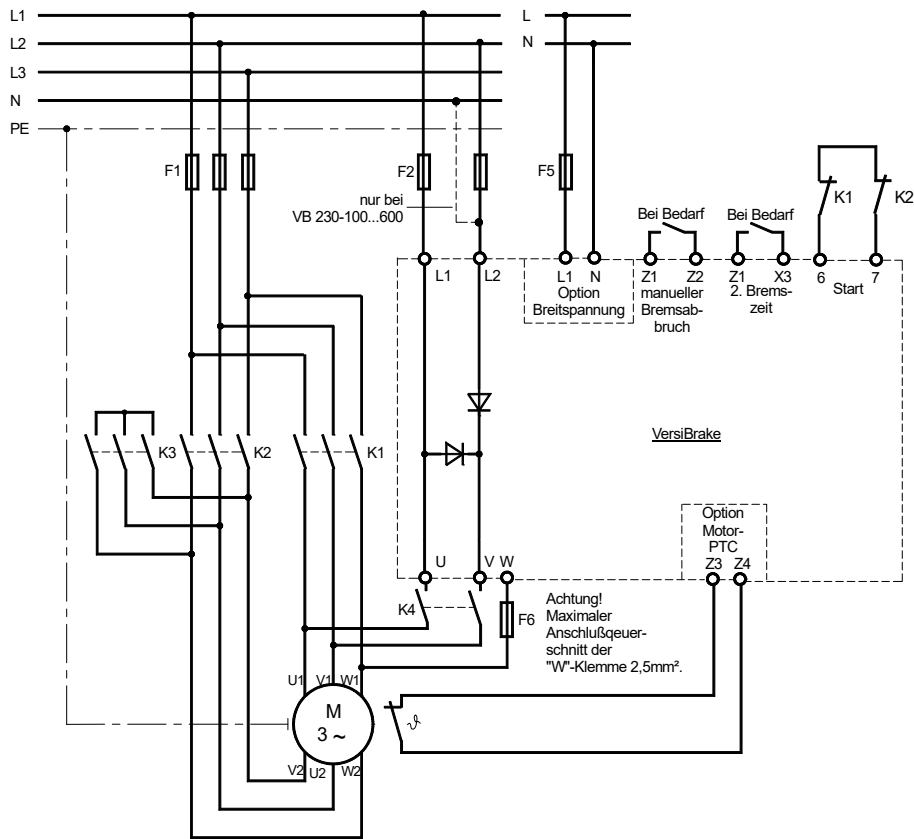 L1
L2
L3
N
PE
L
N
F1
F2
F5
nur bei
VB 230-100...600
K1
K2
Bei Bedarf
Bei Bedarf
L1
L2
L1
N
Z1
Z2
Z1
X3
6
7
Option
Breitspannung
manueller
Bremsab-
bruch
2. Brems-
zeit
Start
K3
K2
K1
VersiBrake
Option
Motor-
PTC
Z3
Z4
U
V
W
K4
F6
Achtung!
Maximaler
Anschlußqeuer-
schnitt der
"W"-Klemme 2,5mm².
U1
V1
W1
M
3 ~
ϑ
V2
U2
W2